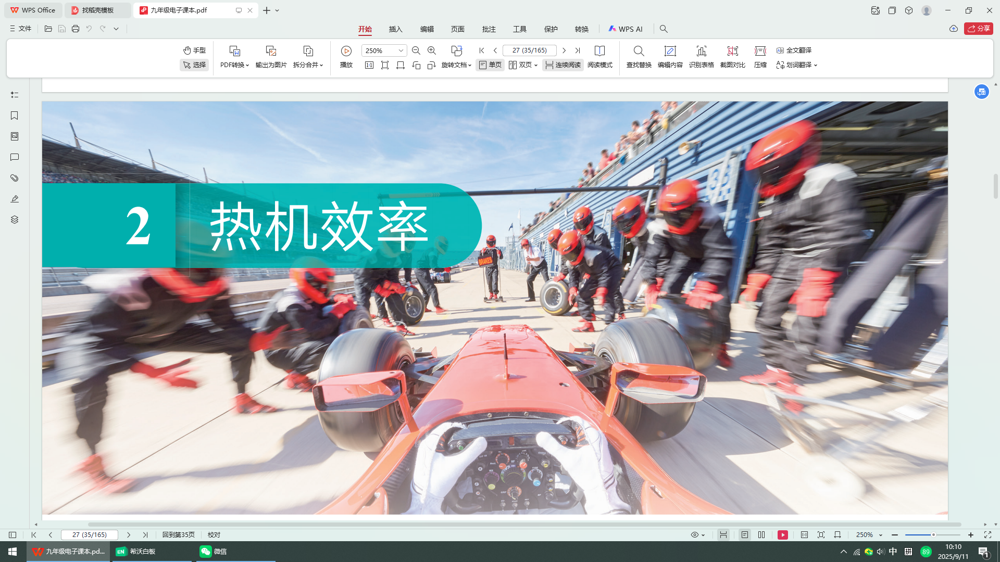 WPS Office
找稻壳模板
九年级电子课本.pdf
文件
开始
插入
编辑
页面
批注
工具
保护
转换
WPS AI
分享
手型
选择
PDF转换
输出为图片
拆分合并
播放
250%
27 (35/165)
旋转文档
单页
双页
连续阅读
阅读模式
查找替换
编辑内容
识别表格
截图对比
压缩
全文翻译
划词翻译
2
热机效率
BRAKES
36
27 (35/165)
回到第35页
校对
250%
九年级电子课本.pd...
EN 希沃白板
微信
中
拼
89
10:10
2025/9/11
1